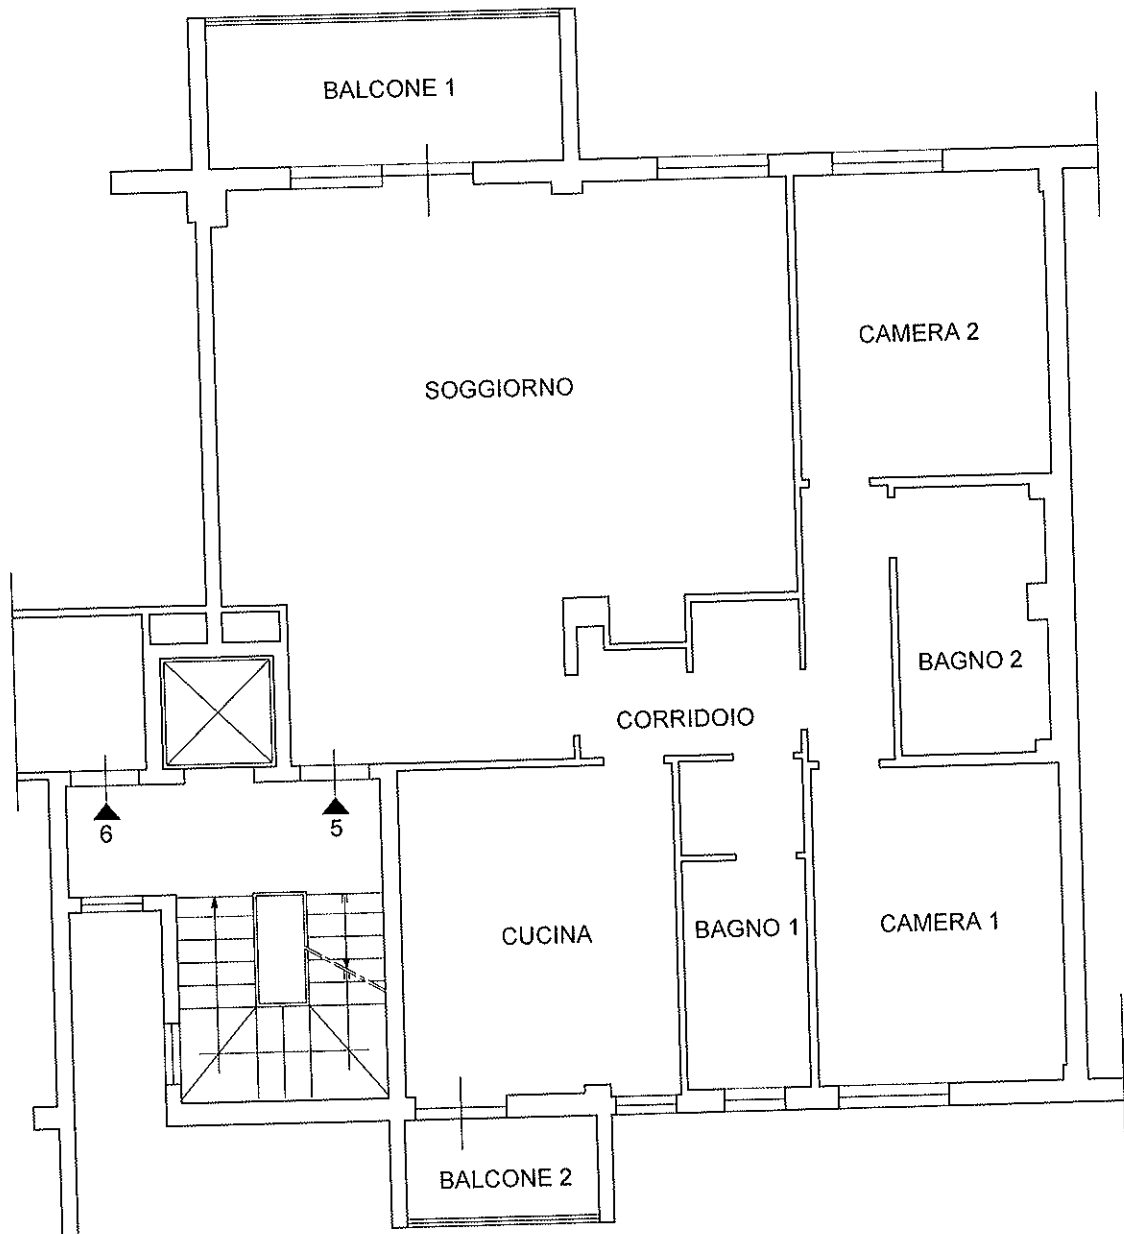 BALCONE 1
CAMERA 2
SOGGIORNO
BAGNO 2
CORRIDOIO
6
5
CUCINA
BAGNO 1
CAMERA 1
BALCONE 2